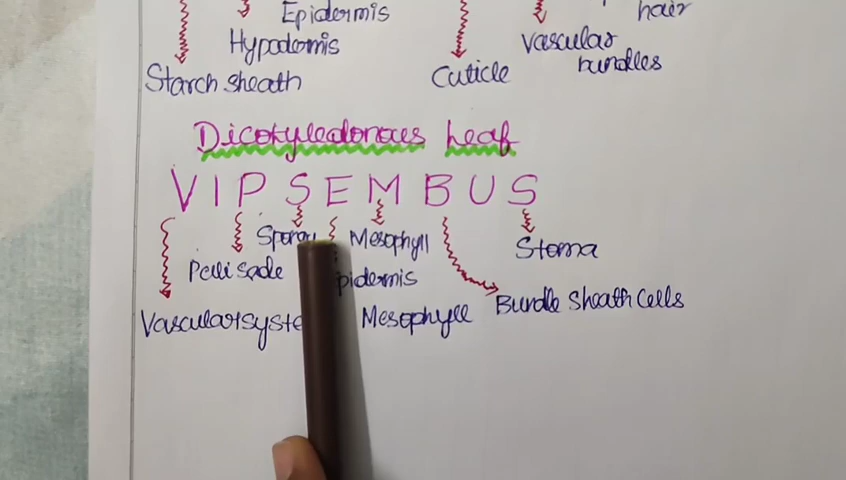 Epidermis hair
Hypodermis Vascular
Starch sheath Cuticle bundles
Dicotyledonous Leaf
V I P S E M B U S
Mesophyll Stoma
Palisade pidermis
Bundle Sheath Cells
Vascular syste Mesophyll